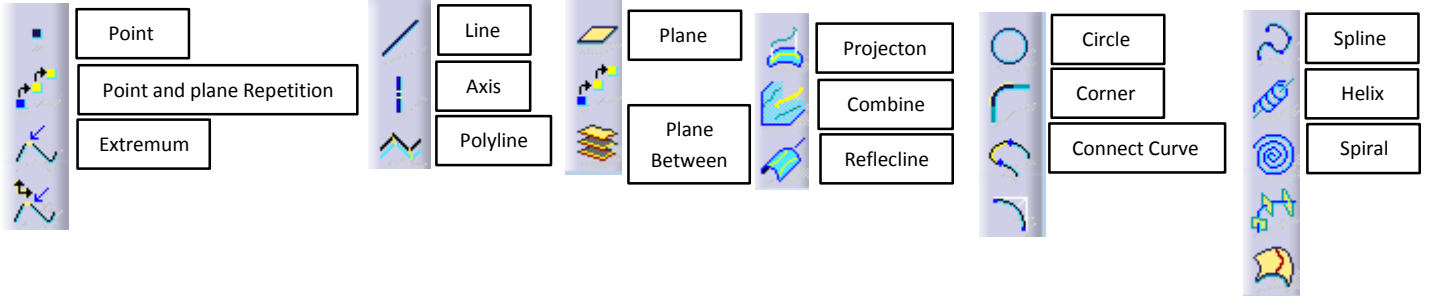 Point
Point and plane Repetition
Extremum
Line
Axis
Polyline
Plane
Plane
Between
Projecton
Combine
Reflecline
Circle
Corner
Connect Curve
Spline
Helix
Spiral